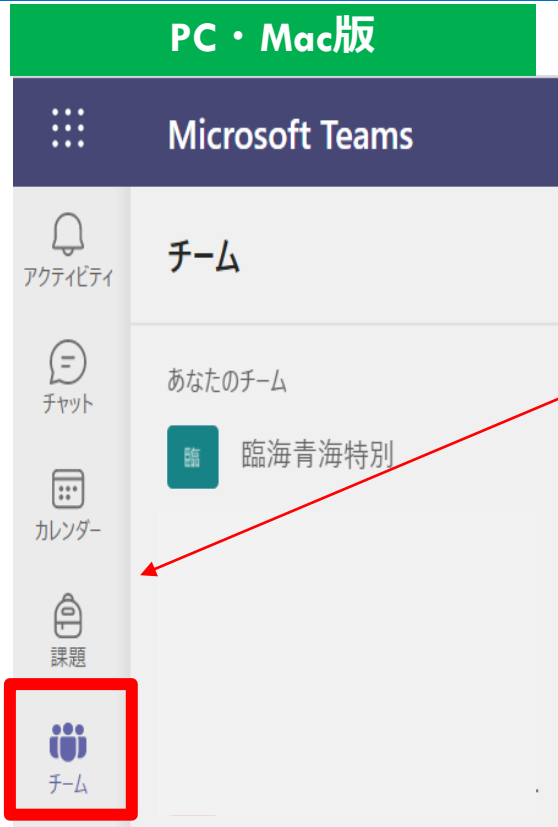 PC・Mac版
Microsoft Teams
アクティビティ
チーム
チャット
あなたのチーム
臨
臨海青海特別
カレンダー
課題
チーム